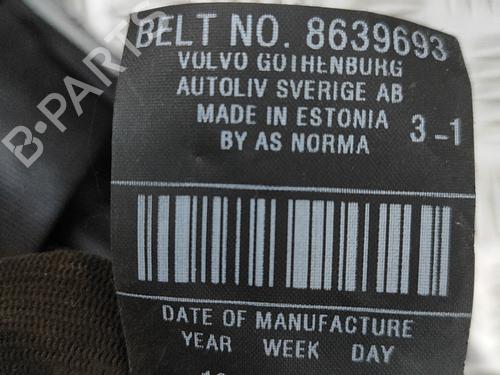 BELT NO. 8639693
VOLVO GOTHENBURG
AUTOLIV SVERIGE AB
MADE IN ESTONIA
BY AS NORMA
3-1
DATE OF MANUFACTURE
YEAR WEEK DAY
B-PARTS